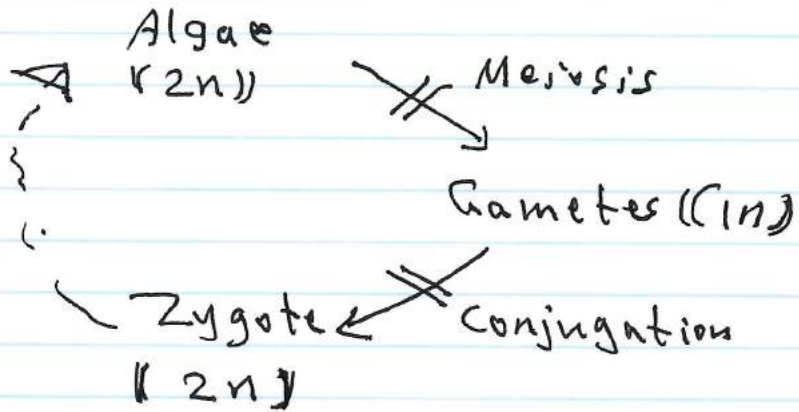 Algae
(2n)
Meiosis
Gametes (1n)
Conjugation
Zygote
(2n)